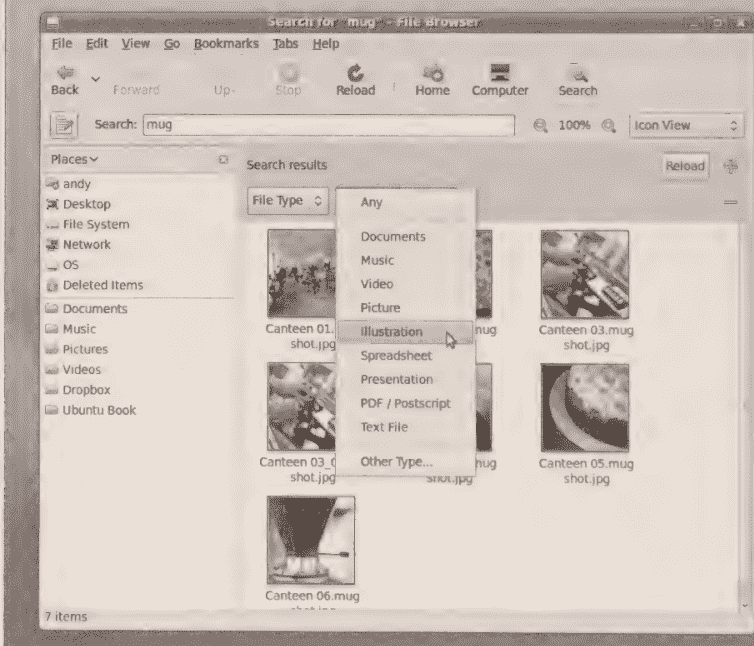 Search for "mug" - File Browser
File Edit View Go Bookmarks Tabs Help
Back Forward Up Stop Reload Home Computer Search
Search: mug 100% Icon View
Places
Search results Reload
andy
Desktop
File System
Network
OS
Deleted Items
Documents
Music
Pictures
Videos
Dropbox
Ubuntu Book
File Type
Any
Documents
Music
Video
Picture
Illustration
Spreadsheet
Presentation
PDF / Postscript
Text File
Other Type...
Canteen 01. mug Canteen 03.mug
shot.jpg shot.jpg
Canteen 03_ mug Canteen 05.mug
shot.jpg shot.jpg shot.jpg
Canteen 06.mug
7 items